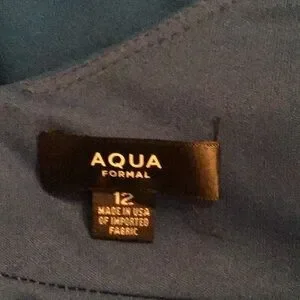 AQUA
FORMAL
12
MADE IN USA
OF IMPORTED
FABRIC